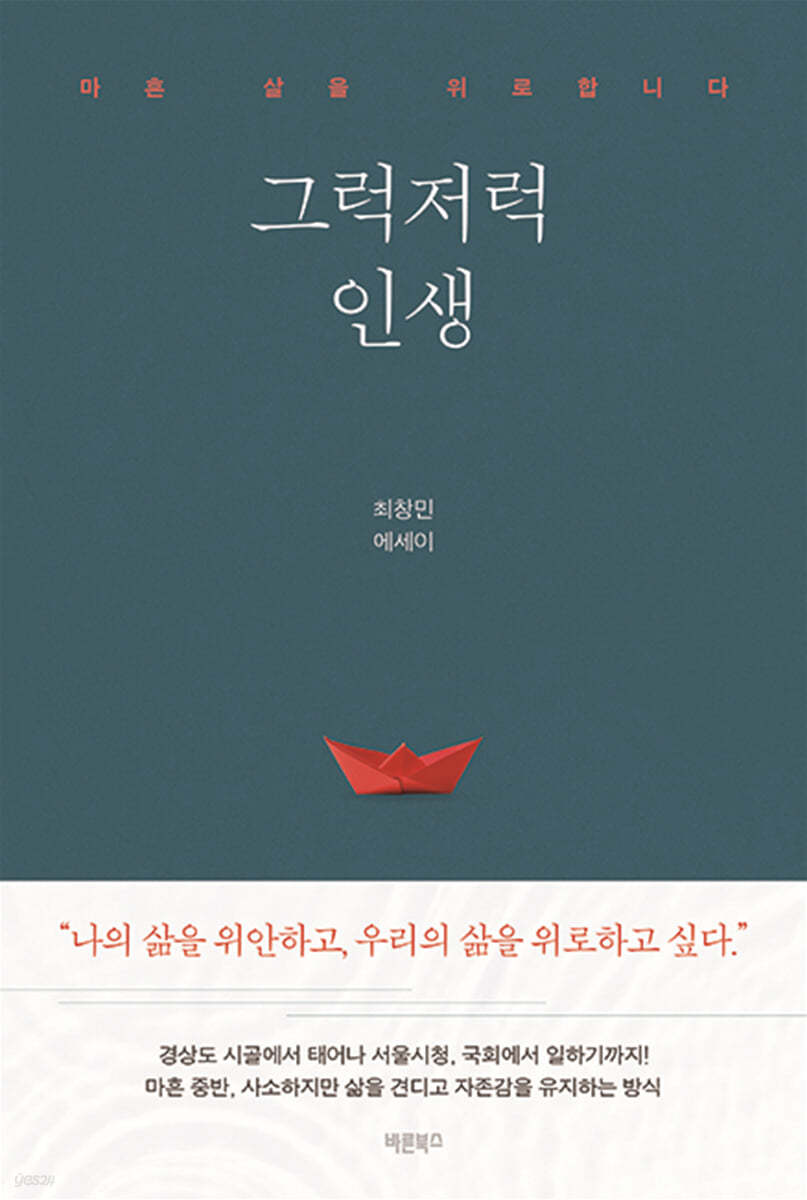 마흔 살을 위로합니다
그럭저럭
인생
최창민
에세이
“나의 삶을 위안하고, 우리의 삶을 위로하고 싶다.”
경상도 시골에서 태어나 서울시청, 국회에서 일하기까지!
마흔 중반, 사소하지만 삶을 견디고 자존감을 유지하는 방식
바른북스
yes24